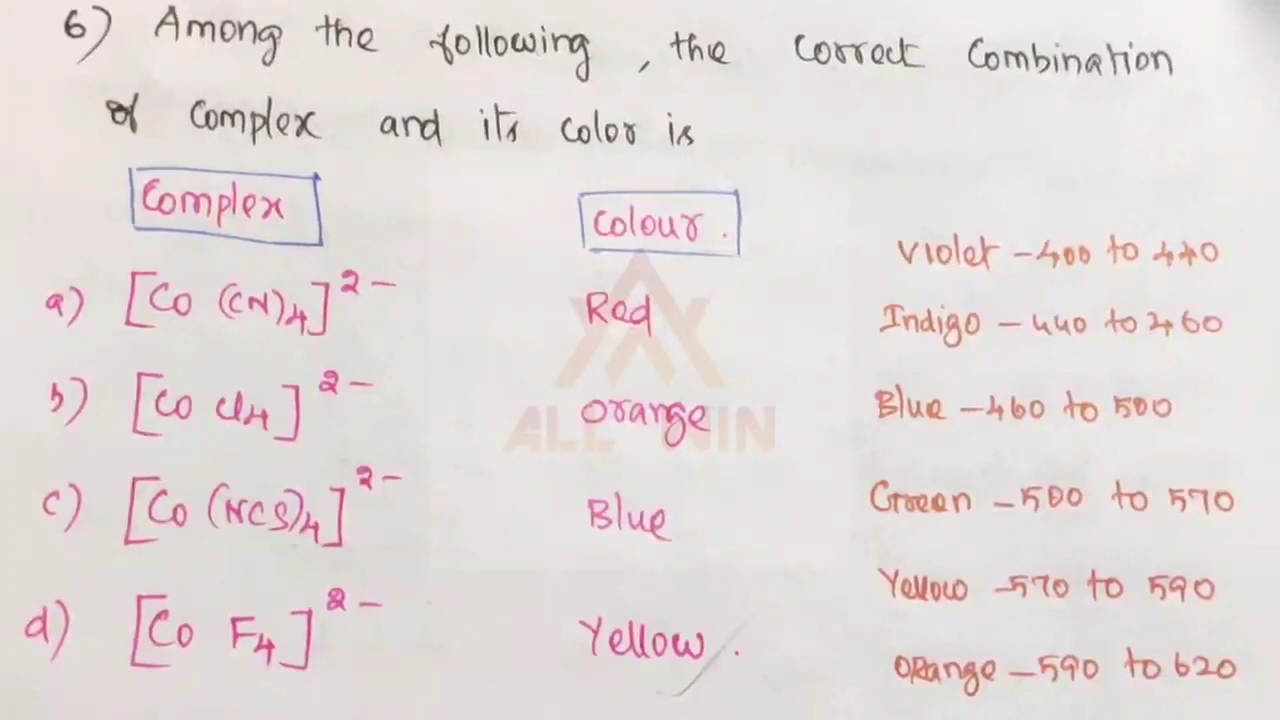 6) Among the following, the correct Combination
of Complex and its color is
Complex
Colour.
Violet - 400 to 440
a) [Co (CN)4]2-
Red
Indigo - 440 to 460
b) [Co Cl4]2-
Orange
Blue - 460 to 500
ALL WIN
c) [Co (NCS)4]2-
Blue
Green - 500 to 570
Yellow - 570 to 590
d) [Co F4]2-
Yellow.
Orange - 590 to 620